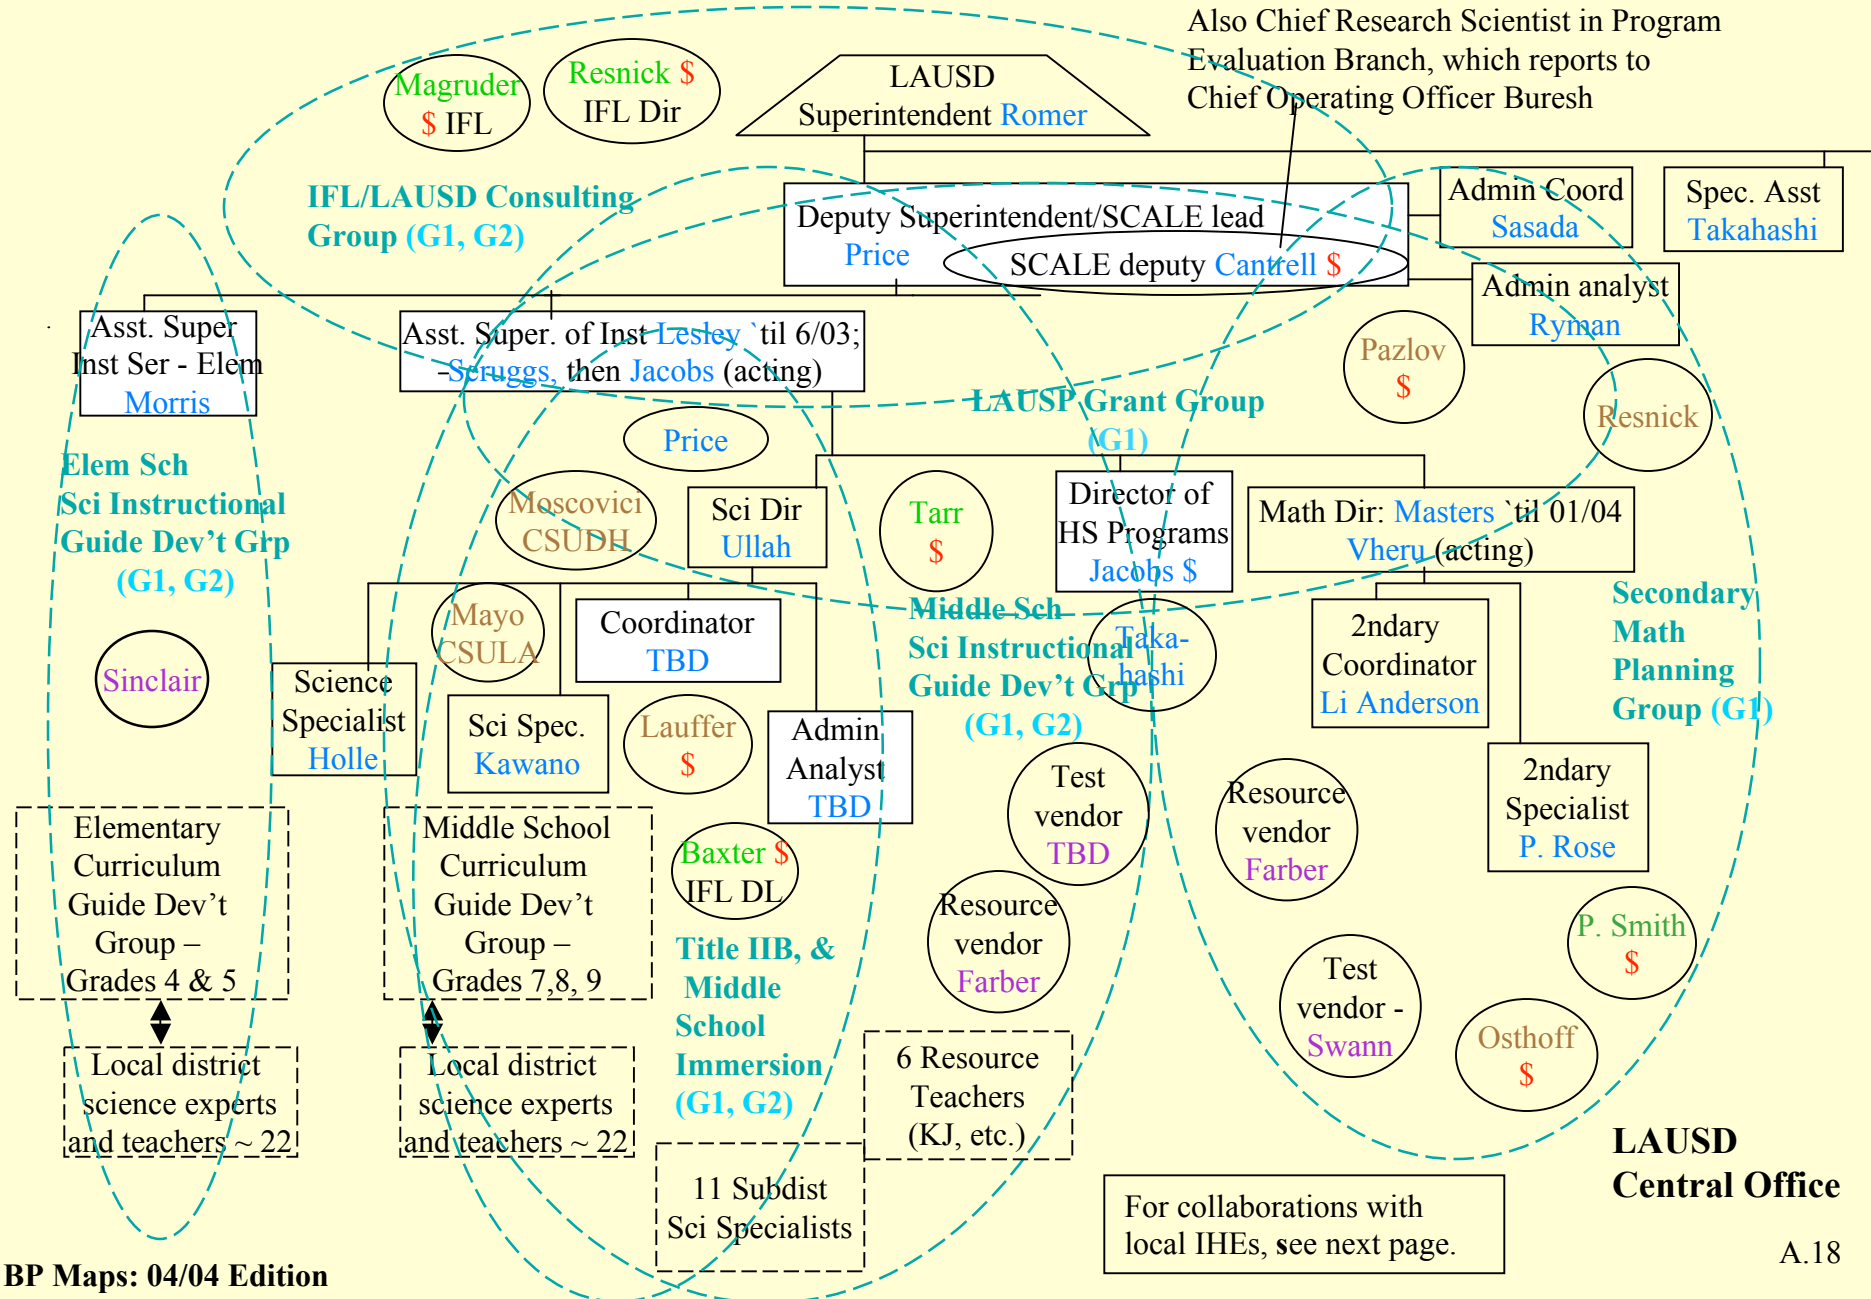 Also Chief Research Scientist in Program
Evaluation Branch, which reports to
Chief Operating Officer Buresh
Magruder
$ IFL
Resnick $
IFL Dir
LAUSD
Superintendent Romer
IFL/LAUSD Consulting
Group (G1, G2)
Deputy Superintendent/SCALE lead
Price
SCALE deputy Cantrell $
Admin Coord
Sasada
Spec. Asst
Takahashi
Admin analyst
Ryman
Asst. Super
Inst Ser - Elem
Morris
Asst. Super. of Inst Lesley `til 6/03;
-Scruggs, then Jacobs (acting)
Pazlov
$
Resnick
LAUSP Grant Group
(G1)
Price
Elem Sch
Sci Instructional
Guide Dev’t Grp
(G1, G2)
Moscovici
CSUDH
Sci Dir
Ullah
Tarr
$
Director of
HS Programs
Jacobs $
Math Dir: Masters `til 01/04
Vheru (acting)
Mayo
CSULA
Coordinator
TBD
Middle Sch
Sci Instructional
Guide Dev’t Grp
(G1, G2)
Taka-
hashi
2ndary
Coordinator
Li Anderson
Secondary
Math
Planning
Group (G1)
Sinclair
Science
Specialist
Holle
Sci Spec.
Kawano
Lauffer
$
Admin
Analyst
TBD
Test
vendor
TBD
Resource
vendor
Farber
2ndary
Specialist
P. Rose
Elementary
Curriculum
Guide Dev't
Group –
Grades 4 & 5
Middle School
Curriculum
Guide Dev't
Group –
Grades 7,8, 9
Baxter $
IFL DL
Resource
vendor
Farber
P. Smith
$
Title IIB, &
Middle
School
Immersion
(G1, G2)
Test
vendor -
Swann
Osthoff
$
Local district
science experts
and teachers ~ 22
Local district
science experts
and teachers ~ 22
6 Resource
Teachers
(KJ, etc.)
11 Subdist
Sci Specialists
For collaborations with
local IHEs, see next page.
LAUSD
Central Office
A.18
BP Maps: 04/04 Edition